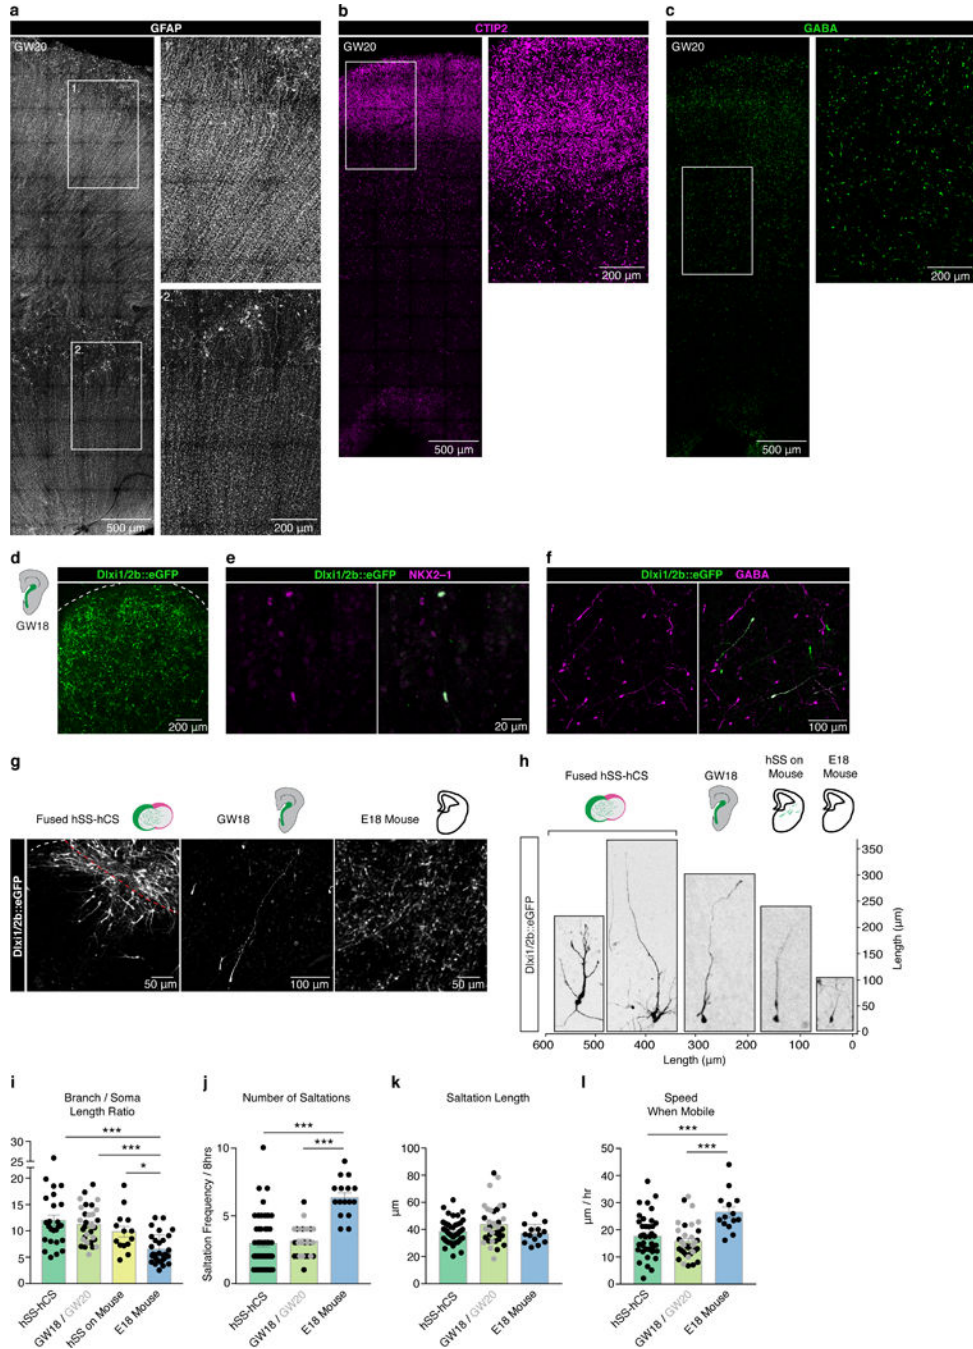 a
GFAP
GW20
1.
2.
500 µm
1.
200 µm
2.
200 µm
b
CTIP2
GW20
500 µm
200 µm
c
GABA
GW20
500 µm
200 µm
d
Dlxi1/2b::eGFP
GW18
200 µm
e
Dlxi1/2b::eGFP NKX2–1
20 µm
f
Dlxi1/2b::eGFP GABA
100 µm
g
Fused hSS-hCS
GW18
E18 Mouse
Dlxi1/2b::eGFP
50 µm
100 µm
50 µm
h
Fused hSS-hCS
GW18
hSS on
Mouse
E18
Mouse
Dlxi1/2b::eGFP
350
300
250
200
150
100
50
0
Length (µm)
600 500 400 300 200 100 0
Length (µm)
i
Branch / Soma
Length Ratio
***
***
*
30
25
20
15
10
5
0
hSS-hCS
GW18 / GW20
hSS on Mouse
E18 Mouse
j
Number of Saltations
***
***
Saltation Frequency / 8hrs
10
5
0
hSS-hCS
GW18 / GW20
E18 Mouse
k
Saltation Length
µm
100
80
60
40
20
0
hSS-hCS
GW18 / GW20
E18 Mouse
l
Speed
When Mobile
***
***
µm / hr
50
40
30
20
10
0
hSS-hCS
GW18 / GW20
E18 Mouse